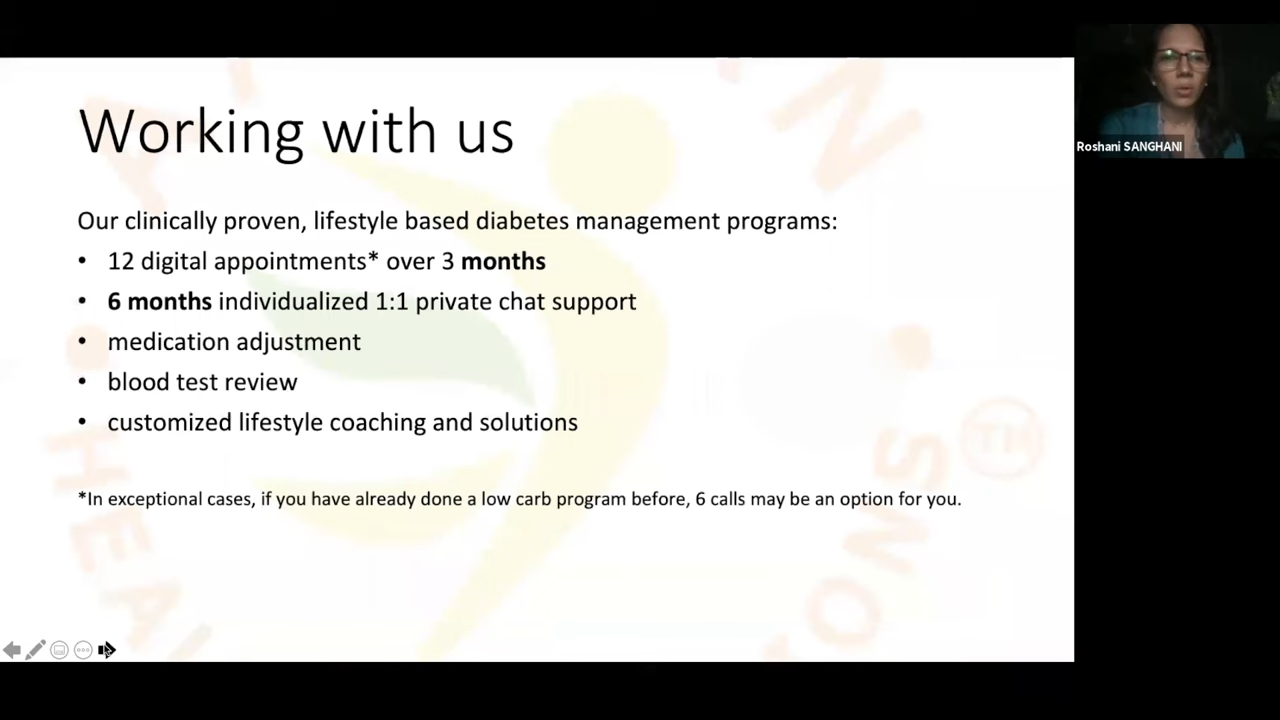 Working with us
Our clinically proven, lifestyle based diabetes management programs:
• 12 digital appointments* over 3 months
• 6 months individualized 1:1 private chat support
• medication adjustment
• blood test review
• customized lifestyle coaching and solutions
*In exceptional cases, if you have already done a low carb program before, 6 calls may be an option for you.
Roshani SANGHANI
TM